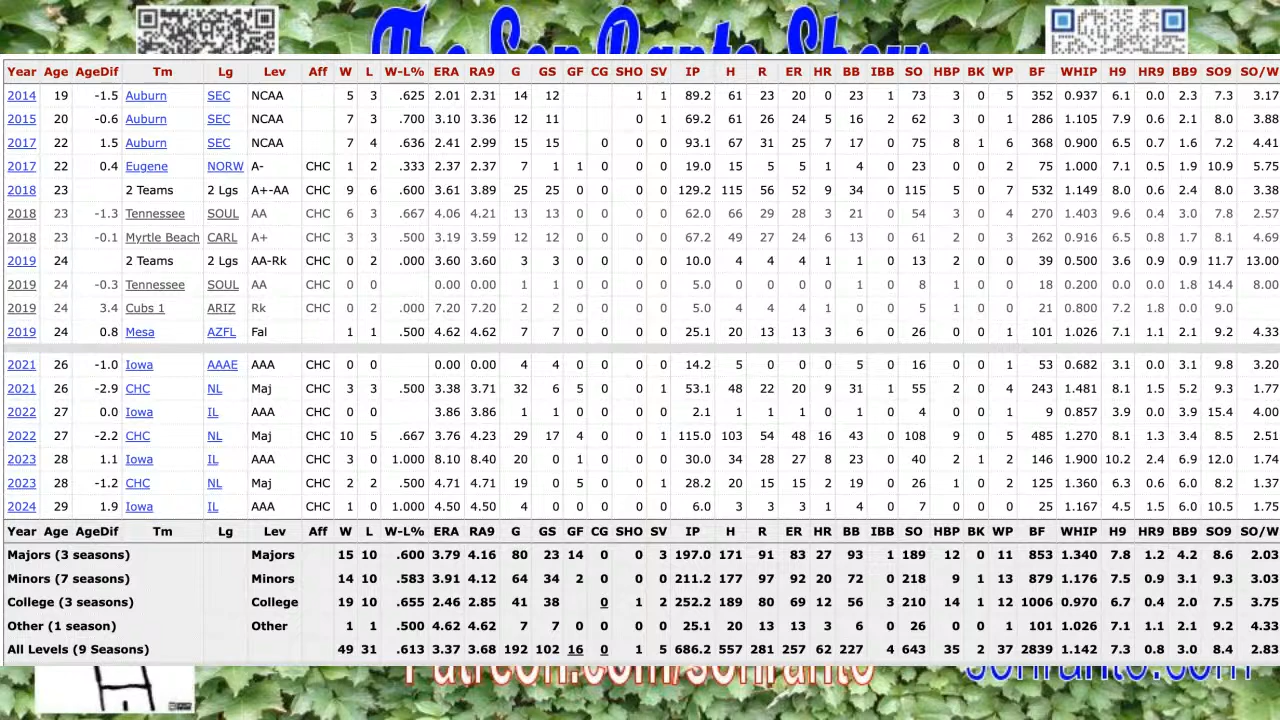 The Son Ranto Show
Year Age AgeDif Tm Lg Lev Aff W L W-L% ERA RA9 G GS GF CG SHO SV IP H R ER HR BB IBB SO HBP BK WP BF WHIP H9 HR9 BB9 SO9 SO/W
2014 19 -1.5 Auburn SEC NCAA 5 3 .625 2.01 2.31 14 12 1 1 89.2 61 23 20 0 23 1 73 3 0 5 352 0.937 6.1 0.0 2.3 7.3 3.17
2015 20 -0.6 Auburn SEC NCAA 7 3 .700 3.10 3.36 12 11 0 1 69.2 61 26 24 5 16 2 62 3 0 1 286 1.105 7.9 0.6 2.1 8.0 3.88
2017 22 1.5 Auburn SEC NCAA 7 4 .636 2.41 2.99 15 15 0 0 0 93.1 67 31 25 7 17 0 75 8 1 6 368 0.900 6.5 0.7 1.6 7.2 4.41
2017 22 0.4 Eugene NORW A- CHC 1 2 .333 2.37 2.37 7 1 1 0 0 0 19.0 15 5 5 1 4 0 23 0 0 2 75 1.000 7.1 0.5 1.9 10.9 5.75
2018 23 2 Teams 2 Lgs A+-AA CHC 9 6 .600 3.61 3.89 25 25 0 0 0 0 129.2 115 56 52 9 34 0 115 5 0 7 532 1.149 8.0 0.6 2.4 8.0 3.38
2018 23 -1.3 Tennessee SOUL AA CHC 6 3 .667 4.06 4.21 13 13 0 0 0 0 62.0 66 29 28 3 21 0 54 3 0 4 270 1.403 9.6 0.4 3.0 7.8 2.57
2018 23 -0.1 Myrtle Beach CARL A+ CHC 3 3 .500 3.19 3.59 12 12 0 0 0 0 67.2 49 27 24 6 13 0 61 2 0 3 262 0.916 6.5 0.8 1.7 8.1 4.69
2019 24 2 Teams 2 Lgs AA-Rk CHC 0 2 .000 3.60 3.60 3 3 0 0 0 0 10.0 4 4 4 1 1 0 13 2 0 0 39 0.500 3.6 0.9 0.9 11.7 13.00
2019 24 -0.3 Tennessee SOUL AA CHC 0 0 0.00 0.00 1 1 0 0 0 0 5.0 0 0 0 0 1 0 8 1 0 0 18 0.200 0.0 0.0 1.8 14.4 8.00
2019 24 3.4 Cubs 1 ARIZ Rk CHC 0 2 .000 7.20 7.20 2 2 0 0 0 0 5.0 4 4 4 1 0 0 5 1 0 0 21 0.800 7.2 1.8 0.0 9.0
2019 24 0.8 Mesa AZFL Fal 1 1 .500 4.62 4.62 7 7 0 0 0 0 25.1 20 13 13 3 6 0 26 0 0 1 101 1.026 7.1 1.1 2.1 9.2 4.33
2021 26 -1.0 Iowa AAAE AAA CHC 0 0 0.00 0.00 4 4 0 0 0 0 14.2 5 0 0 0 5 0 16 0 0 1 53 0.682 3.1 0.0 3.1 9.8 3.20
2021 26 -2.9 CHC NL Maj CHC 3 3 .500 3.38 3.71 32 6 5 0 0 1 53.1 48 22 20 8 31 1 55 2 0 4 243 1.481 8.1 1.5 5.2 9.3 1.77
2022 27 0.0 Iowa IL AAA CHC 0 0 3.86 3.86 1 1 0 0 0 0 2.1 1 1 1 0 1 0 4 0 0 1 9 0.857 3.9 0.0 3.9 15.4 4.00
2022 27 -2.2 CHC NL Maj CHC 10 5 .667 3.76 4.23 29 17 4 0 0 1 115.0 103 54 48 16 43 0 108 9 0 5 485 1.270 8.1 1.3 3.4 8.5 2.51
2023 28 1.1 Iowa IL AAA CHC 3 0 1.000 8.10 8.40 20 0 1 0 0 0 30.0 34 28 27 8 23 0 40 2 1 2 146 1.900 10.2 2.4 6.9 12.0 1.74
2023 28 -1.2 CHC NL Maj CHC 2 2 .500 4.71 4.71 19 0 5 0 0 1 28.2 20 15 15 3 19 0 26 1 0 2 125 1.360 6.3 0.6 6.0 8.2 1.37
2024 29 1.9 Iowa IL AAA CHC 1 0 1.000 4.50 4.50 4 0 0 0 0 0 6.0 3 3 3 1 4 0 7 0 0 0 25 1.167 4.5 1.5 6.0 10.5 1.75
Year Age AgeDif Tm Lg Lev Aff W L W-L% ERA RA9 G GS GF CG SHO SV IP H R ER HR BB IBB SO HBP BK WP BF WHIP H9 HR9 BB9 SO9 SO/W
Majors (3 seasons) Majors 15 10 .600 3.79 4.16 80 23 14 0 0 3 197.0 171 91 83 27 93 1 189 12 0 11 853 1.340 7.8 1.2 4.2 8.6 2.03
Minors (7 seasons) Minors 14 10 .583 3.91 4.12 64 34 2 0 0 0 211.2 177 97 92 20 72 0 218 9 1 13 879 1.176 7.5 0.9 3.1 9.3 3.03
College (3 seasons) College 19 10 .655 2.46 2.85 41 38 0 1 2 252.2 189 80 69 12 56 3 210 14 1 12 1006 0.970 6.7 0.4 2.0 7.5 3.75
Other (1 season) Other 1 1 .500 4.62 4.62 7 7 0 0 0 0 25.1 20 13 13 3 6 0 26 0 0 1 101 1.026 7.1 1.1 2.1 9.2 4.33
All Levels (9 Seasons) 49 31 .613 3.37 3.68 192 102 16 0 1 5 686.2 557 281 257 62 227 4 643 35 2 37 2839 1.142 7.3 0.8 3.0 8.4 2.83
Patreon.com/sonranto
sonranto.com